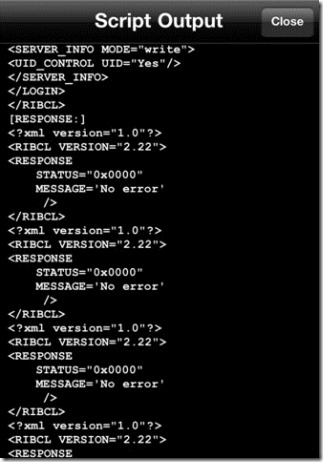 Script Output
Close
<SERVER_INFO MODE="write">
<UID_CONTROL UID="Yes"/>
</SERVER_INFO>
</LOGIN>
</RIBCL>
[RESPONSE:]
<?xml version="1.0"?>
<RIBCL VERSION="2.22">
<RESPONSE
STATUS="0x0000"
MESSAGE='No error'
/>
</RIBCL>
<?xml version="1.0"?>
<RIBCL VERSION="2.22">
<RESPONSE
STATUS="0x0000"
MESSAGE='No error'
/>
</RIBCL>
<?xml version="1.0"?>
<RIBCL VERSION="2.22">
<RESPONSE
STATUS="0x0000"
MESSAGE='No error'
/>
</RIBCL>
<?xml version="1.0"?>
<RIBCL VERSION="2.22">
<RESPONSE